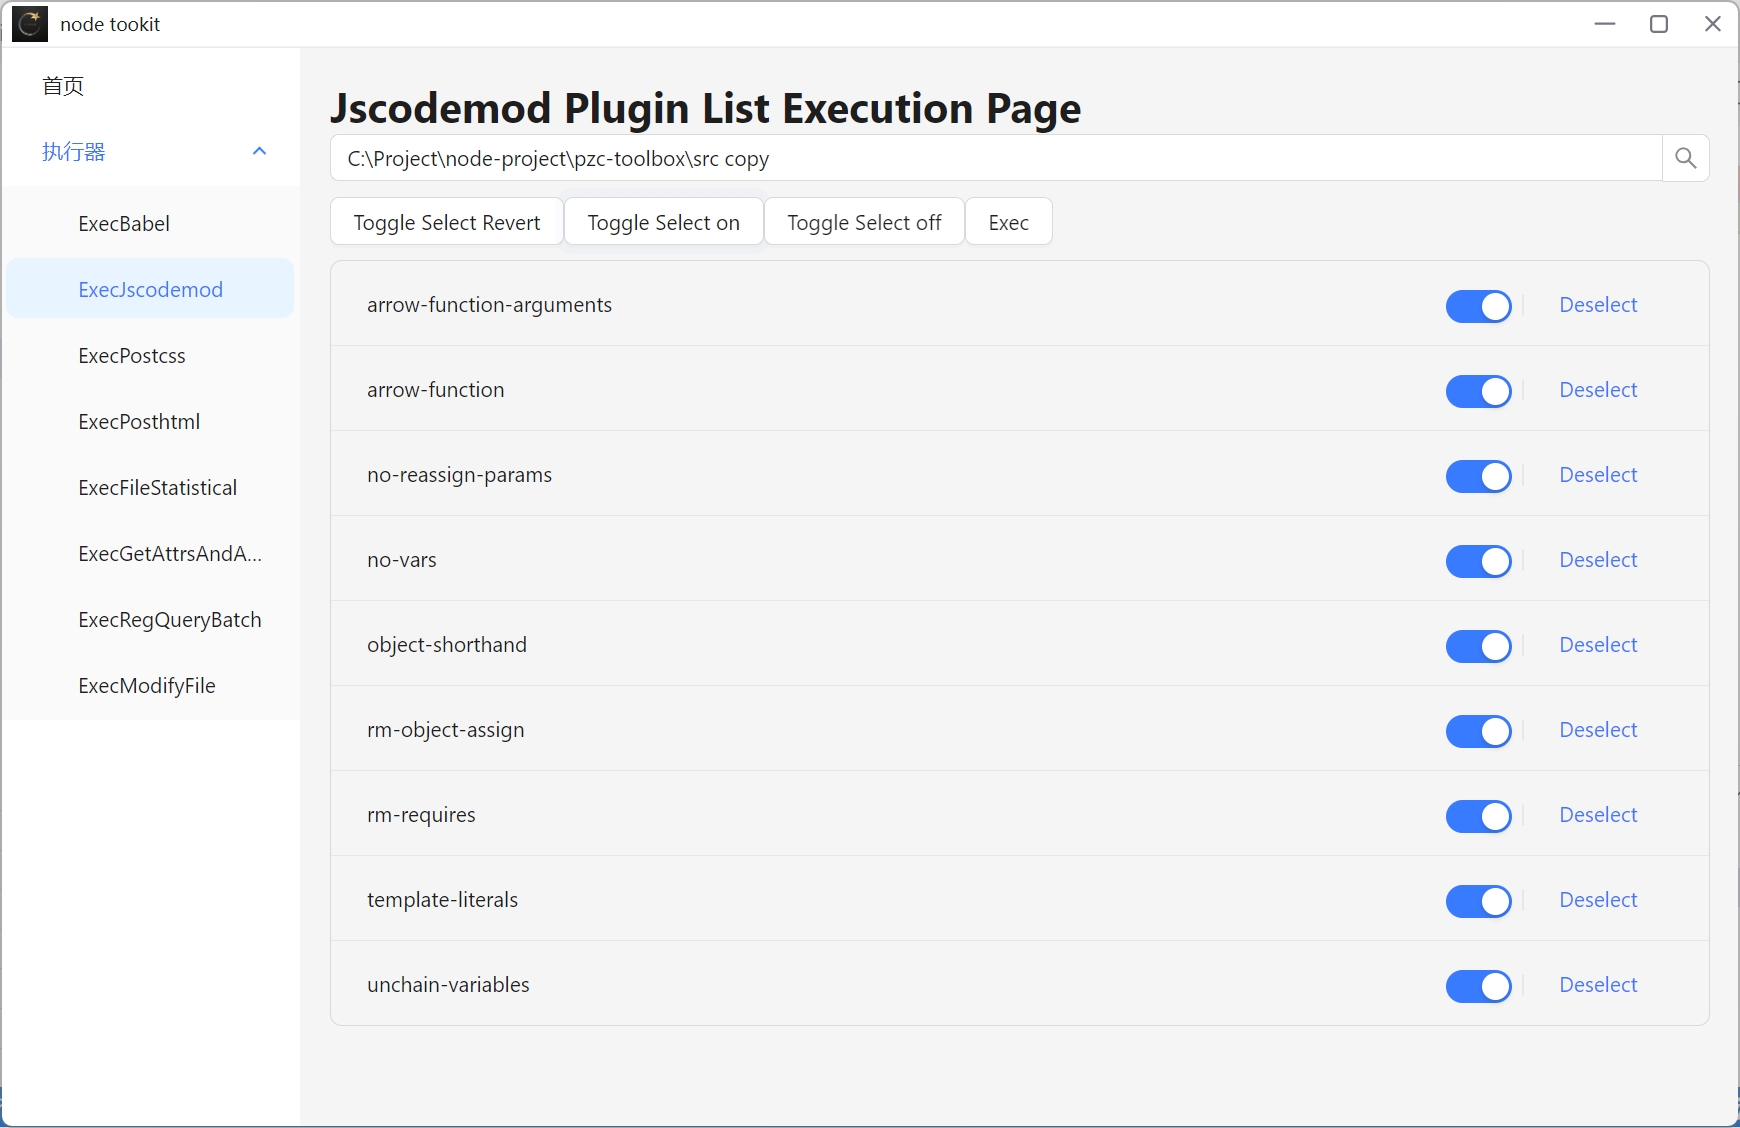 node tookit
首页
执行器
ExecBabel
ExecJscodemod
ExecPostcss
ExecPosthtml
ExecFileStatistical
ExecGetAttrsAndA...
ExecRegQueryBatch
ExecModifyFile
Jscodemod Plugin List Execution Page
C:\Project\node-project\pzc-toolbox\src copy
Toggle Select Revert Toggle Select on Toggle Select off Exec
arrow-function-arguments Deselect
arrow-function Deselect
no-reassign-params Deselect
no-vars Deselect
object-shorthand Deselect
rm-object-assign Deselect
rm-requires Deselect
template-literals Deselect
unchain-variables Deselect